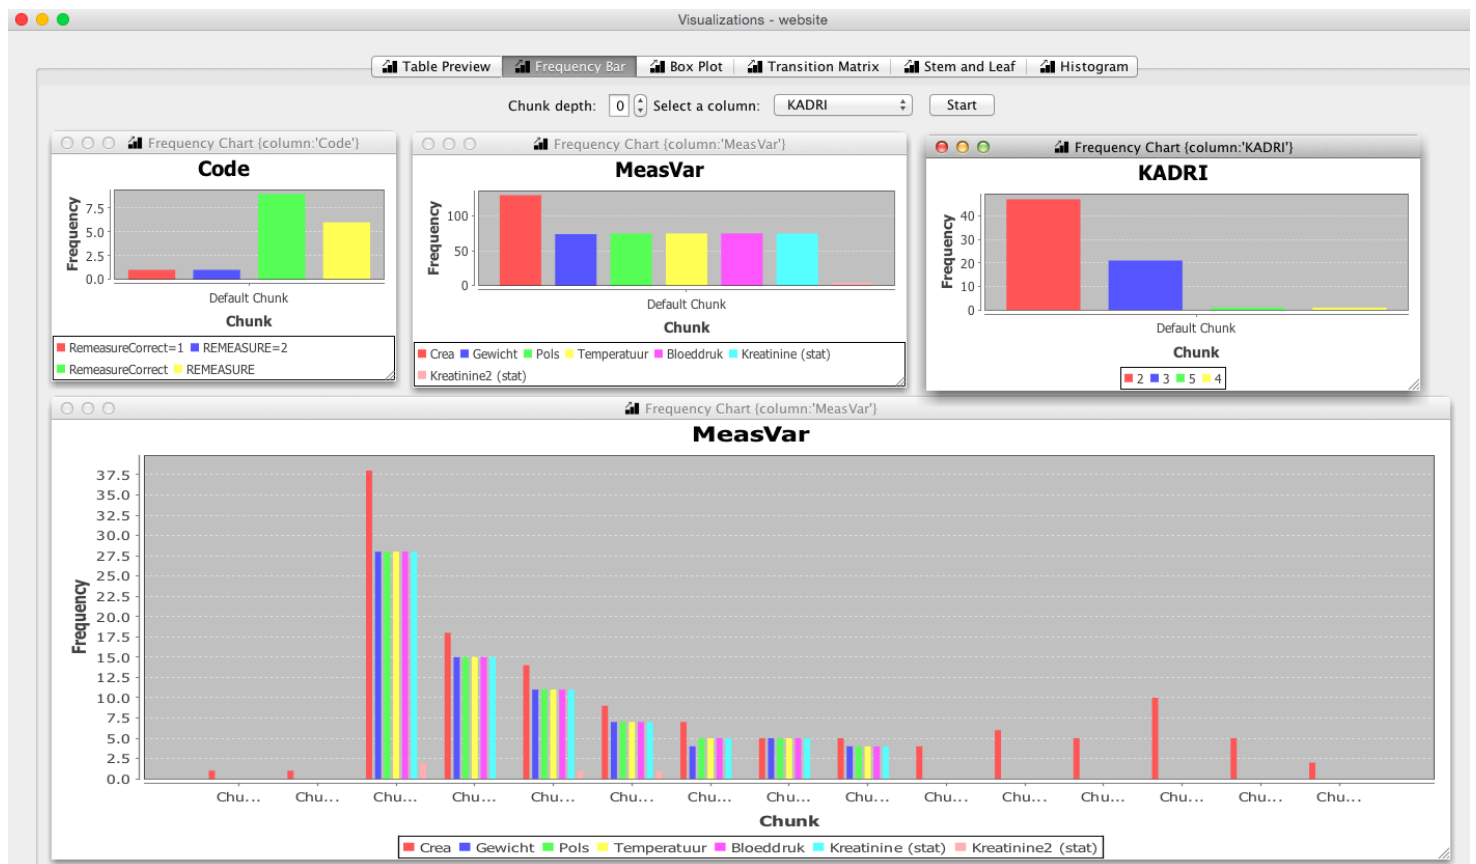 Visualizations - website
Table Preview Frequency Bar Box Plot Transition Matrix Stem and Leaf Histogram
Chunk depth: 0 Select a column: KADRI Start
Frequency Chart {column:'Code'}
Code
Frequency
7.5
5.0
2.5
0.0
Default Chunk
Chunk
RemeasureCorrect=1 REMEASURE=2
RemeasureCorrect REMEASURE
Frequency Chart {column:'MeasVar'}
MeasVar
Frequency
100
50
0
Default Chunk
Chunk
Crea Gewicht Pols Temperatuur Bloeddruk Kreatinine (stat)
Kreatinine2 (stat)
Frequency Chart {column:'KADRI'}
KADRI
Frequency
40
30
20
10
0
Default Chunk
Chunk
2 3 5 4
Frequency Chart {column:'MeasVar'}
MeasVar
Frequency
37.5
35.0
32.5
30.0
27.5
25.0
22.5
20.0
17.5
15.0
12.5
10.0
7.5
5.0
2.5
0.0
Chu... Chu... Chu... Chu... Chu... Chu... Chu... Chu... Chu... Chu... Chu... Chu... Chu... Chu... Chu...
Chunk
Crea Gewicht Pols Temperatuur Bloeddruk Kreatinine (stat) Kreatinine2 (stat)